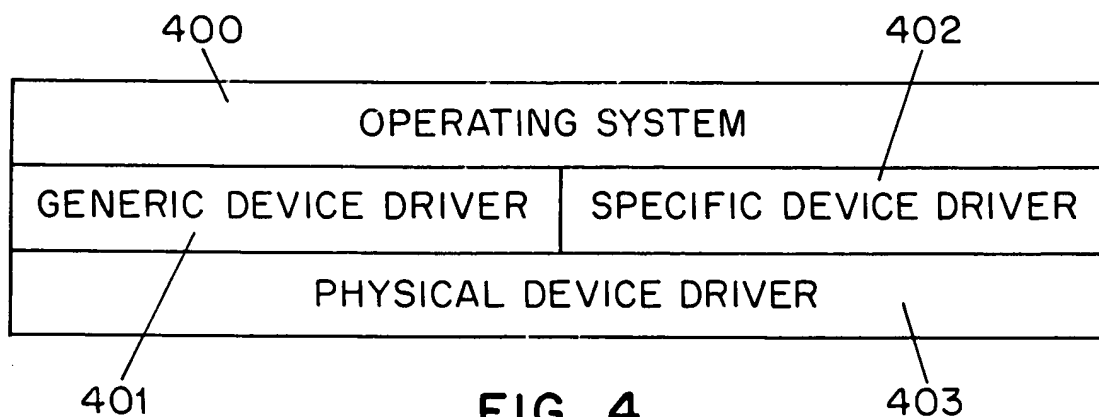 400 402
OPERATING SYSTEM
GENERIC DEVICE DRIVER SPECIFIC DEVICE DRIVER
PHYSICAL DEVICE DRIVER
401 FIG. 4 403